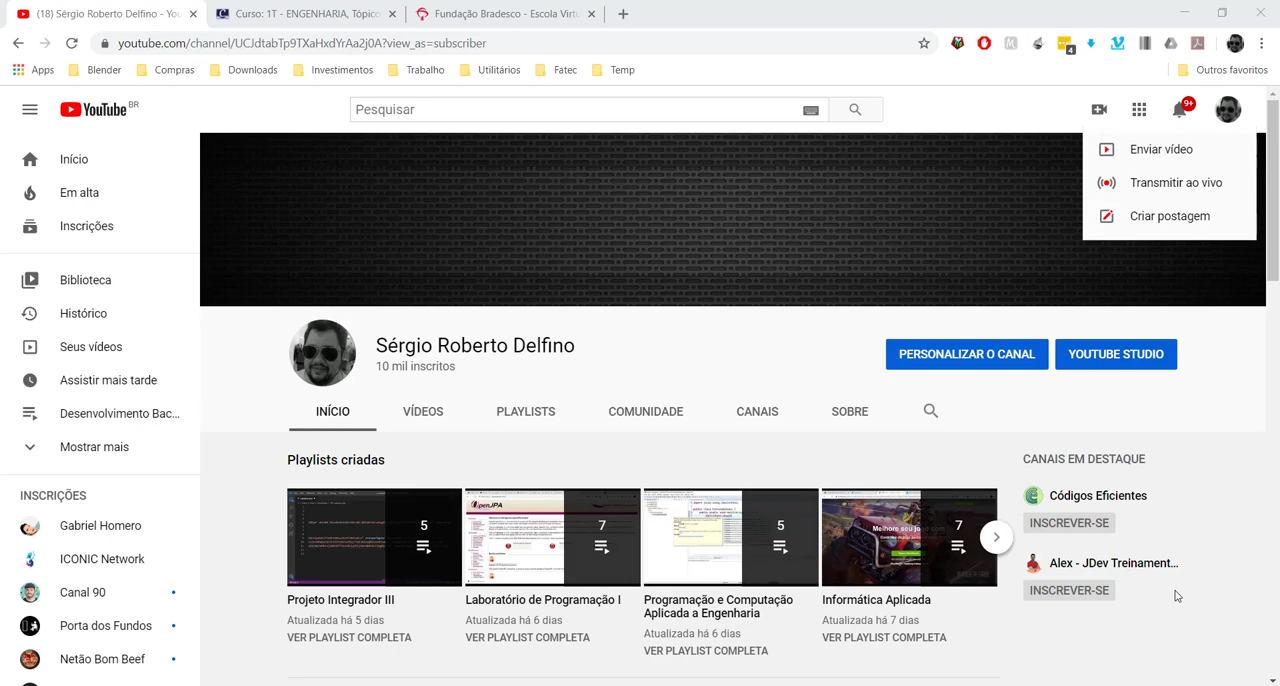 (18) Sérgio Roberto Delfino - You
Curso: 1T - ENGENHARIA, Tópico
Fundação Bradesco - Escola Virtu
youtube.com/channel/UCJdtabTp9TXaHxdYrAa2j0A?view_as=subscriber
4
Apps
Blender
Compras
Downloads
Investimentos
Trabalho
Utilitários
Fatec
Temp
Outros favoritos
YouTube BR
Pesquisar
9+
Início
Em alta
Inscrições
Biblioteca
Histórico
Seus vídeos
Assistir mais tarde
Desenvolvimento Bac...
Mostrar mais
INSCRIÇÕES
Gabriel Homero
ICONIC Network
Canal 90
Porta dos Fundos
Netão Bom Beef
Enviar vídeo
Transmitir ao vivo
Criar postagem
Sérgio Roberto Delfino
10 mil inscritos
PERSONALIZAR O CANAL
YOUTUBE STUDIO
INÍCIO
VÍDEOS
PLAYLISTS
COMUNIDADE
CANAIS
SOBRE
Playlists criadas
5
Projeto Integrador III
Atualizada há 5 dias
VER PLAYLIST COMPLETA
7
Laboratório de Programação I
Atualizada há 6 dias
VER PLAYLIST COMPLETA
5
Programação e Computação
Aplicada a Engenharia
Atualizada há 6 dias
VER PLAYLIST COMPLETA
Melhore seu jo
7
Informática Aplicada
Atualizada há 7 dias
VER PLAYLIST COMPLETA
CANAIS EM DESTAQUE
Códigos Eficientes
INSCREVER-SE
Alex - JDev Treinament...
INSCREVER-SE